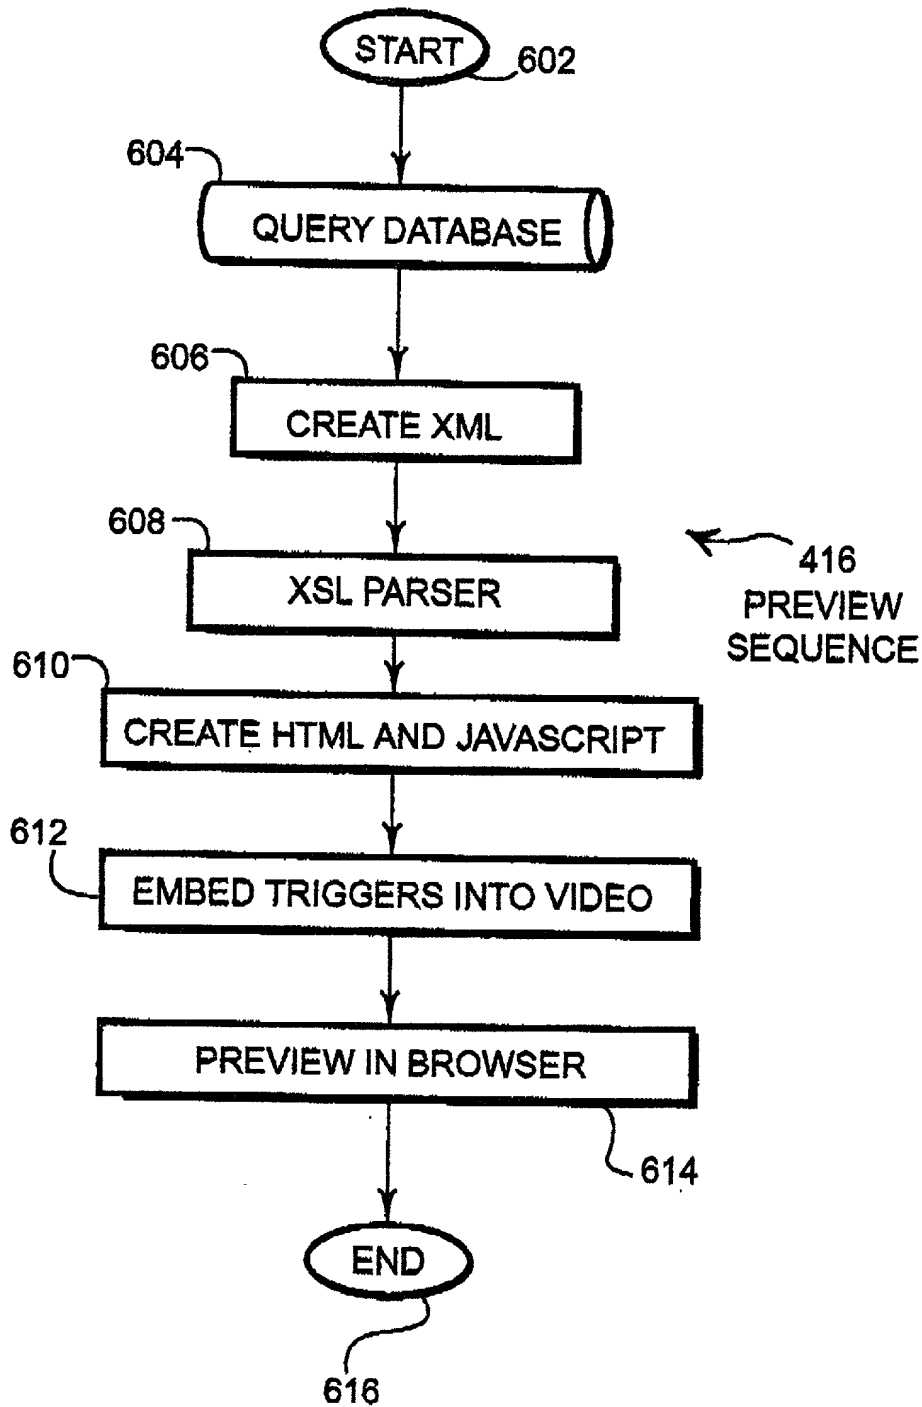 START
602
604
QUERY DATABASE
606
CREATE XML
608
XSL PARSER
416
PREVIEW
SEQUENCE
610
CREATE HTML AND JAVASCRIPT
612
EMBED TRIGGERS INTO VIDEO
PREVIEW IN BROWSER
614
END
616